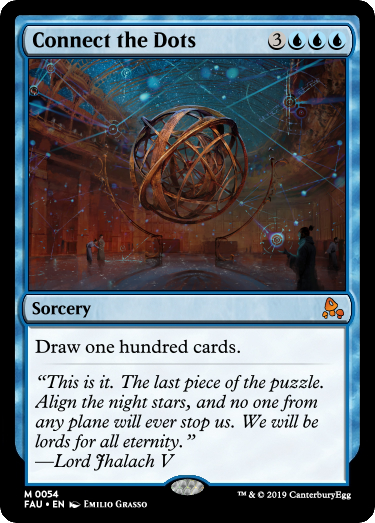 Connect the Dots 3
Sorcery
Draw one hundred cards.
“This is it. The last piece of the puzzle.
Align the night stars, and no one from
any plane will ever stop us. We will be
lords for all eternity.”
—Lord Jhalach V
M 0054
FAU • EN Emilio Grasso
™ & © 2019 CanterburyEgg